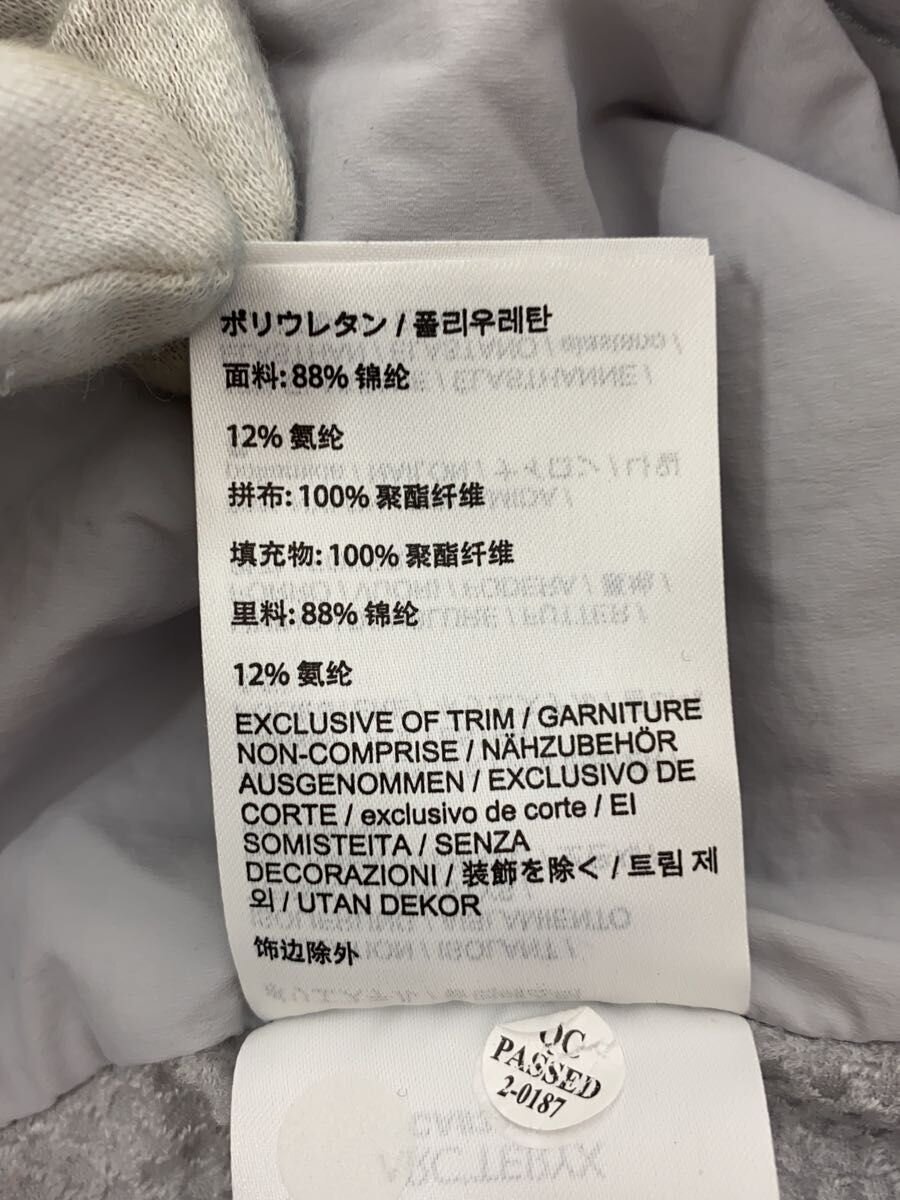 ポリウレタン / 폴리우레탄
面料: 88% 锦纶
12% 氨纶
拼布: 100% 聚酯纤维
填充物: 100% 聚酯纤维
里料: 88% 锦纶
12% 氨纶
EXCLUSIVE OF TRIM / GARNITURE
NON-COMPRISE / NÄHZUBEHÖR
AUSGENOMMEN / EXCLUSIVO DE
CORTE / exclusivo de corte / EI
SOMISTEITA / SENZA
DECORAZIONI / 装飾を除く / 트림 제
외 / UTAN DEKOR
饰边除外
QC
PASSED
2-0187
ARC'TERYX